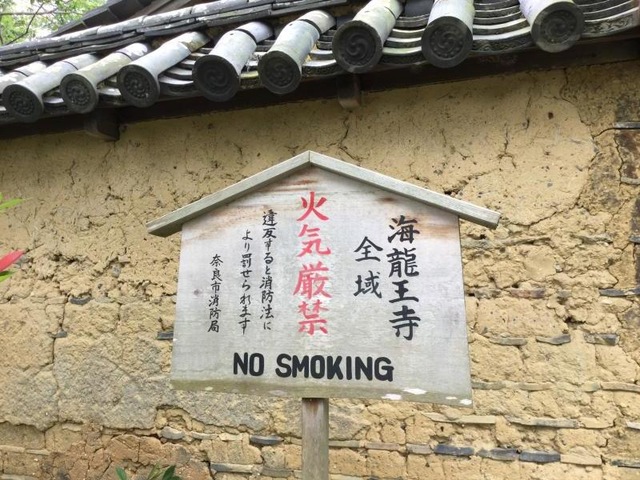 海龍王寺
全域
火気厳禁
違反すると消防法に
より罰せられます
奈良市消防局
NO SMOKING